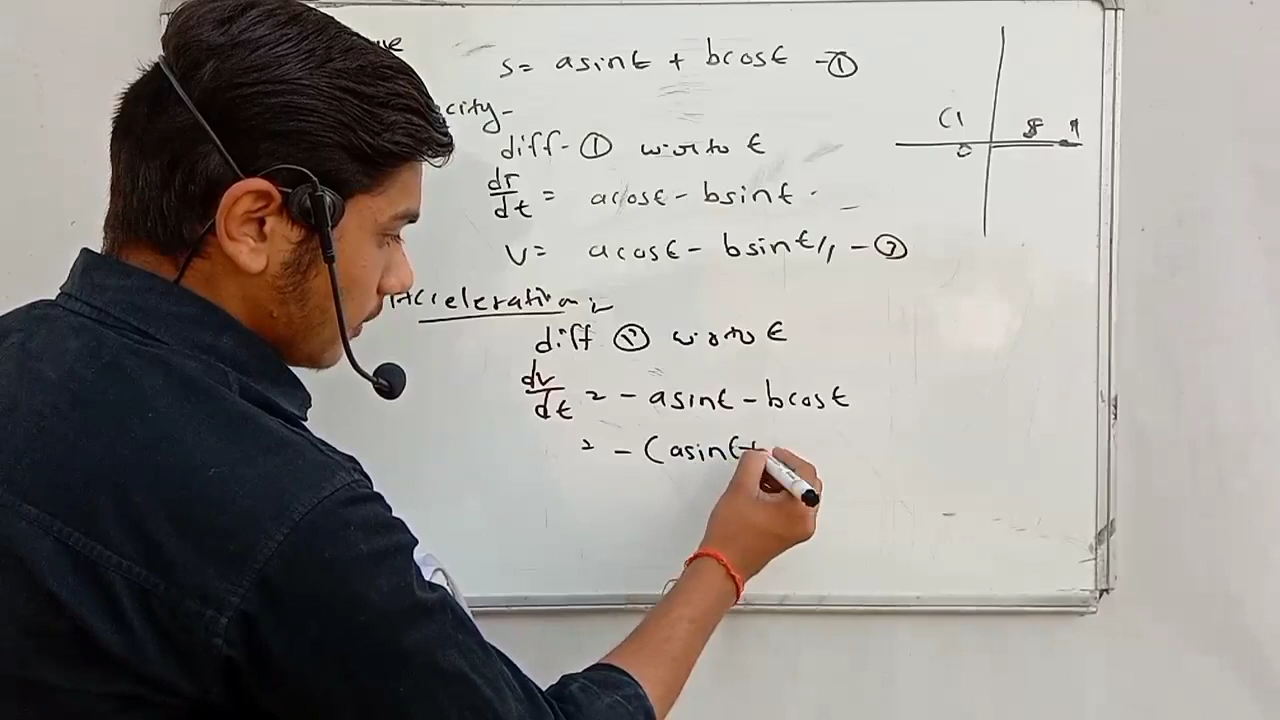 s= asint + bcost -①
diff-① w.r.to t
dr/dt = acost - bsint
v= acost - bsint// -②
Acceleration:
diff ② w.r.to t
dv/dt = -asint - bcost
= -(asint+